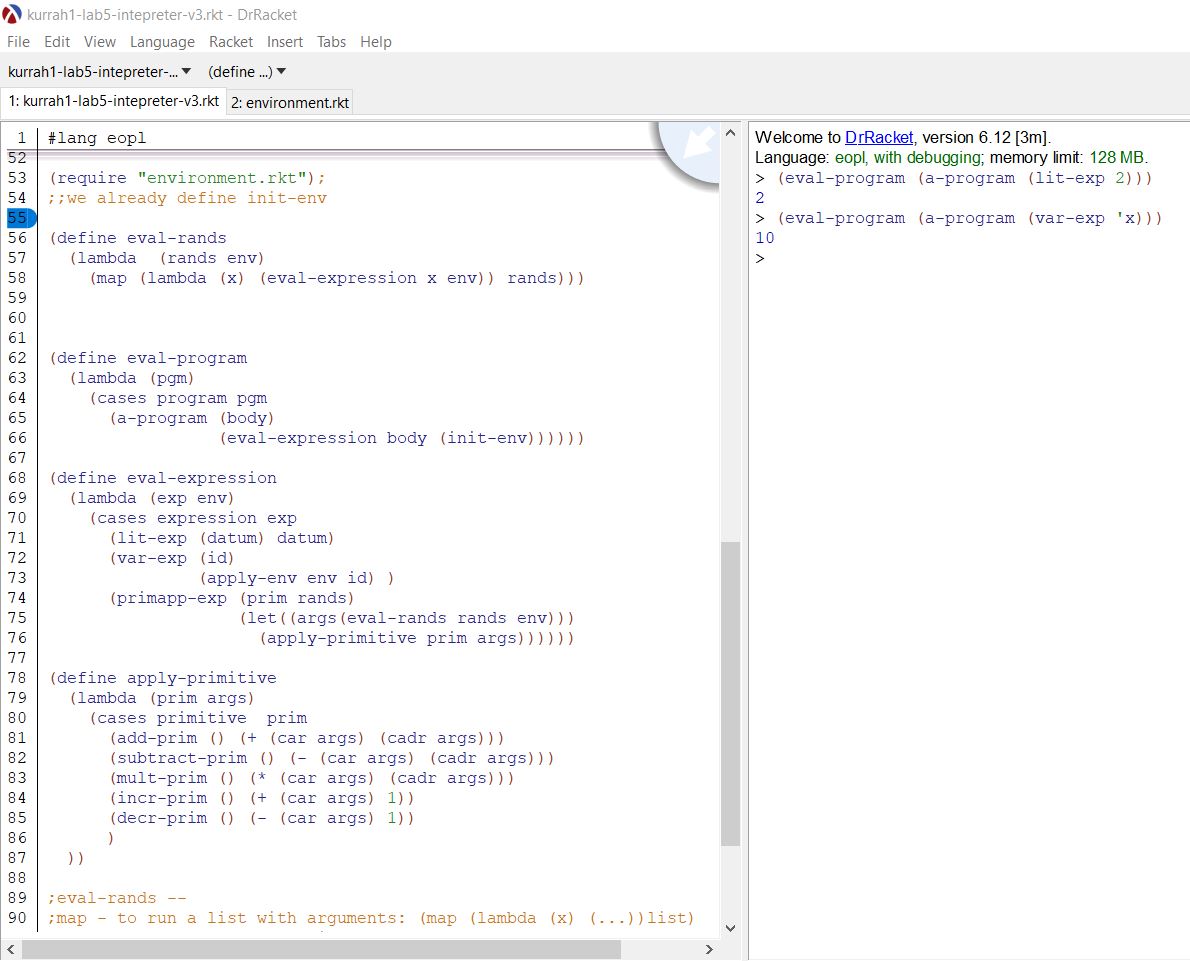 kurrah1-lab5-intepreter-v3.rkt - DrRacket
File Edit View Language Racket Insert Tabs Help
kurrah1-lab5-intepreter-... (define ...)
1: kurrah1-lab5-intepreter-v3.rkt 2: environment.rkt
1 #lang eopl
52
53 (require "environment.rkt");
54 ;;we already define init-env
55
56 (define eval-rands
57 (lambda (rands env)
58 (map (lambda (x) (eval-expression x env)) rands)))
59
60
61
62 (define eval-program
63 (lambda (pgm)
64 (cases program pgm
65 (a-program (body)
66 (eval-expression body (init-env))))))
67
68 (define eval-expression
69 (lambda (exp env)
70 (cases expression exp
71 (lit-exp (datum) datum)
72 (var-exp (id)
73 (apply-env env id) )
74 (primapp-exp (prim rands)
75 (let((args(eval-rands rands env)))
76 (apply-primitive prim args))))))
77
78 (define apply-primitive
79 (lambda (prim args)
80 (cases primitive prim
81 (add-prim () (+ (car args) (cadr args)))
82 (subtract-prim () (- (car args) (cadr args)))
83 (mult-prim () (* (car args) (cadr args)))
84 (incr-prim () (+ (car args) 1))
85 (decr-prim () (- (car args) 1))
86 )
87 ))
88
89 ;eval-rands --
90 ;map - to run a list with arguments: (map (lambda (x) (...))list)
Welcome to DrRacket, version 6.12 [3m].
Language: eopl, with debugging; memory limit: 128 MB.
> (eval-program (a-program (lit-exp 2)))
2
> (eval-program (a-program (var-exp 'x)))
10
>